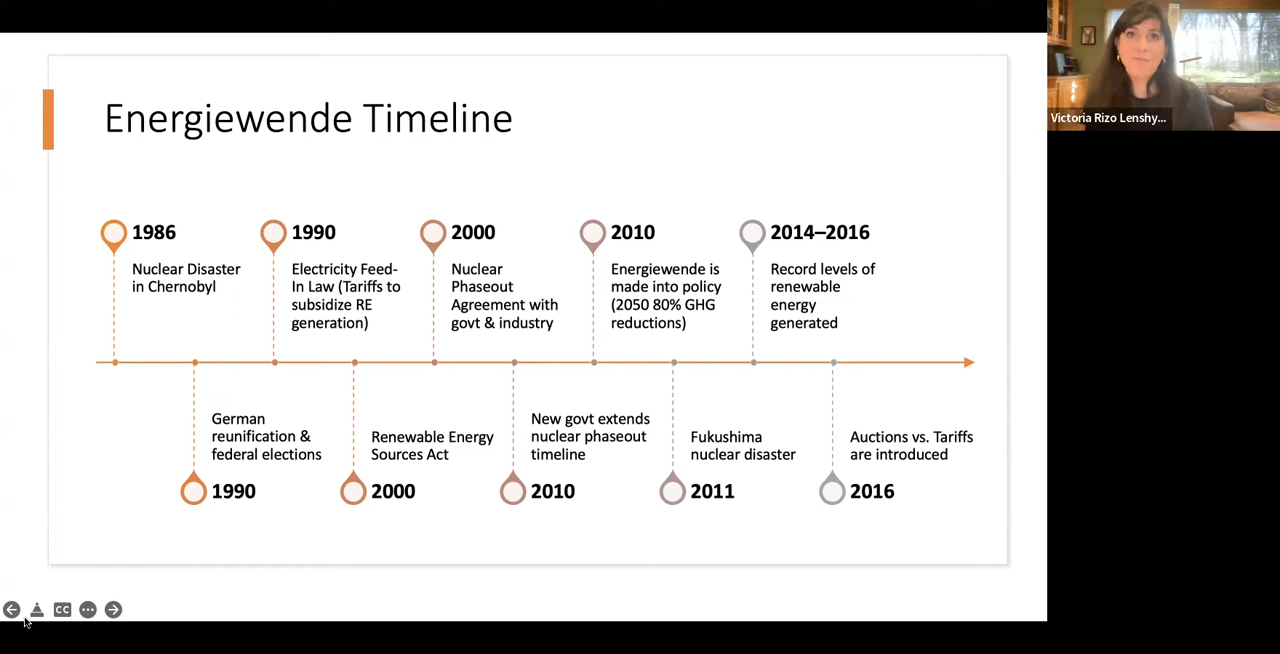 Energiewende Timeline
1986
Nuclear Disaster
in Chernobyl
1990
Electricity Feed-
In Law (Tariffs to
subsidize RE
generation)
2000
Nuclear
Phaseout
Agreement with
govt & industry
2010
Energiewende is
made into policy
(2050 80% GHG
reductions)
2014–2016
Record levels of
renewable
energy
generated
German
reunification &
federal elections
1990
Renewable Energy
Sources Act
2000
New govt extends
nuclear phaseout
timeline
2010
Fukushima
nuclear disaster
2011
Auctions vs. Tariffs
are introduced
2016
CC
Victoria Rizo Lenshy...